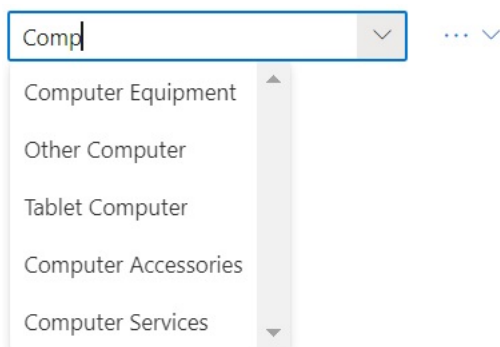 Comp
Computer Equipment
Other Computer
Tablet Computer
Computer Accessories
Computer Services